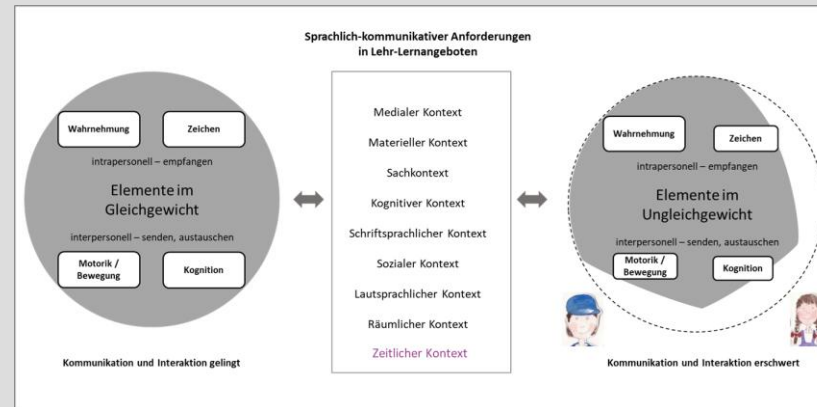 Sprachlich-kommunikativer Anforderungen
in Lehr-Lernangeboten
Wahrnehmung
Zeichen
intrapersonell – empfangen
Elemente im
Gleichgewicht
interpersonell – senden, austauschen
Motorik /
Bewegung
Kognition
Kommunikation und Interaktion gelingt
Medialer Kontext
Materieller Kontext
Sachkontext
Kognitiver Kontext
Schriftsprachlicher Kontext
Sozialer Kontext
Lautsprachlicher Kontext
Räumlicher Kontext
Zeitlicher Kontext
Wahrnehmung
Zeichen
intrapersonell – empfangen
Elemente im
Ungleichgewicht
interpersonell – senden, austauschen
Motorik /
Bewegung
Kognition
Kommunikation und Interaktion erschwert